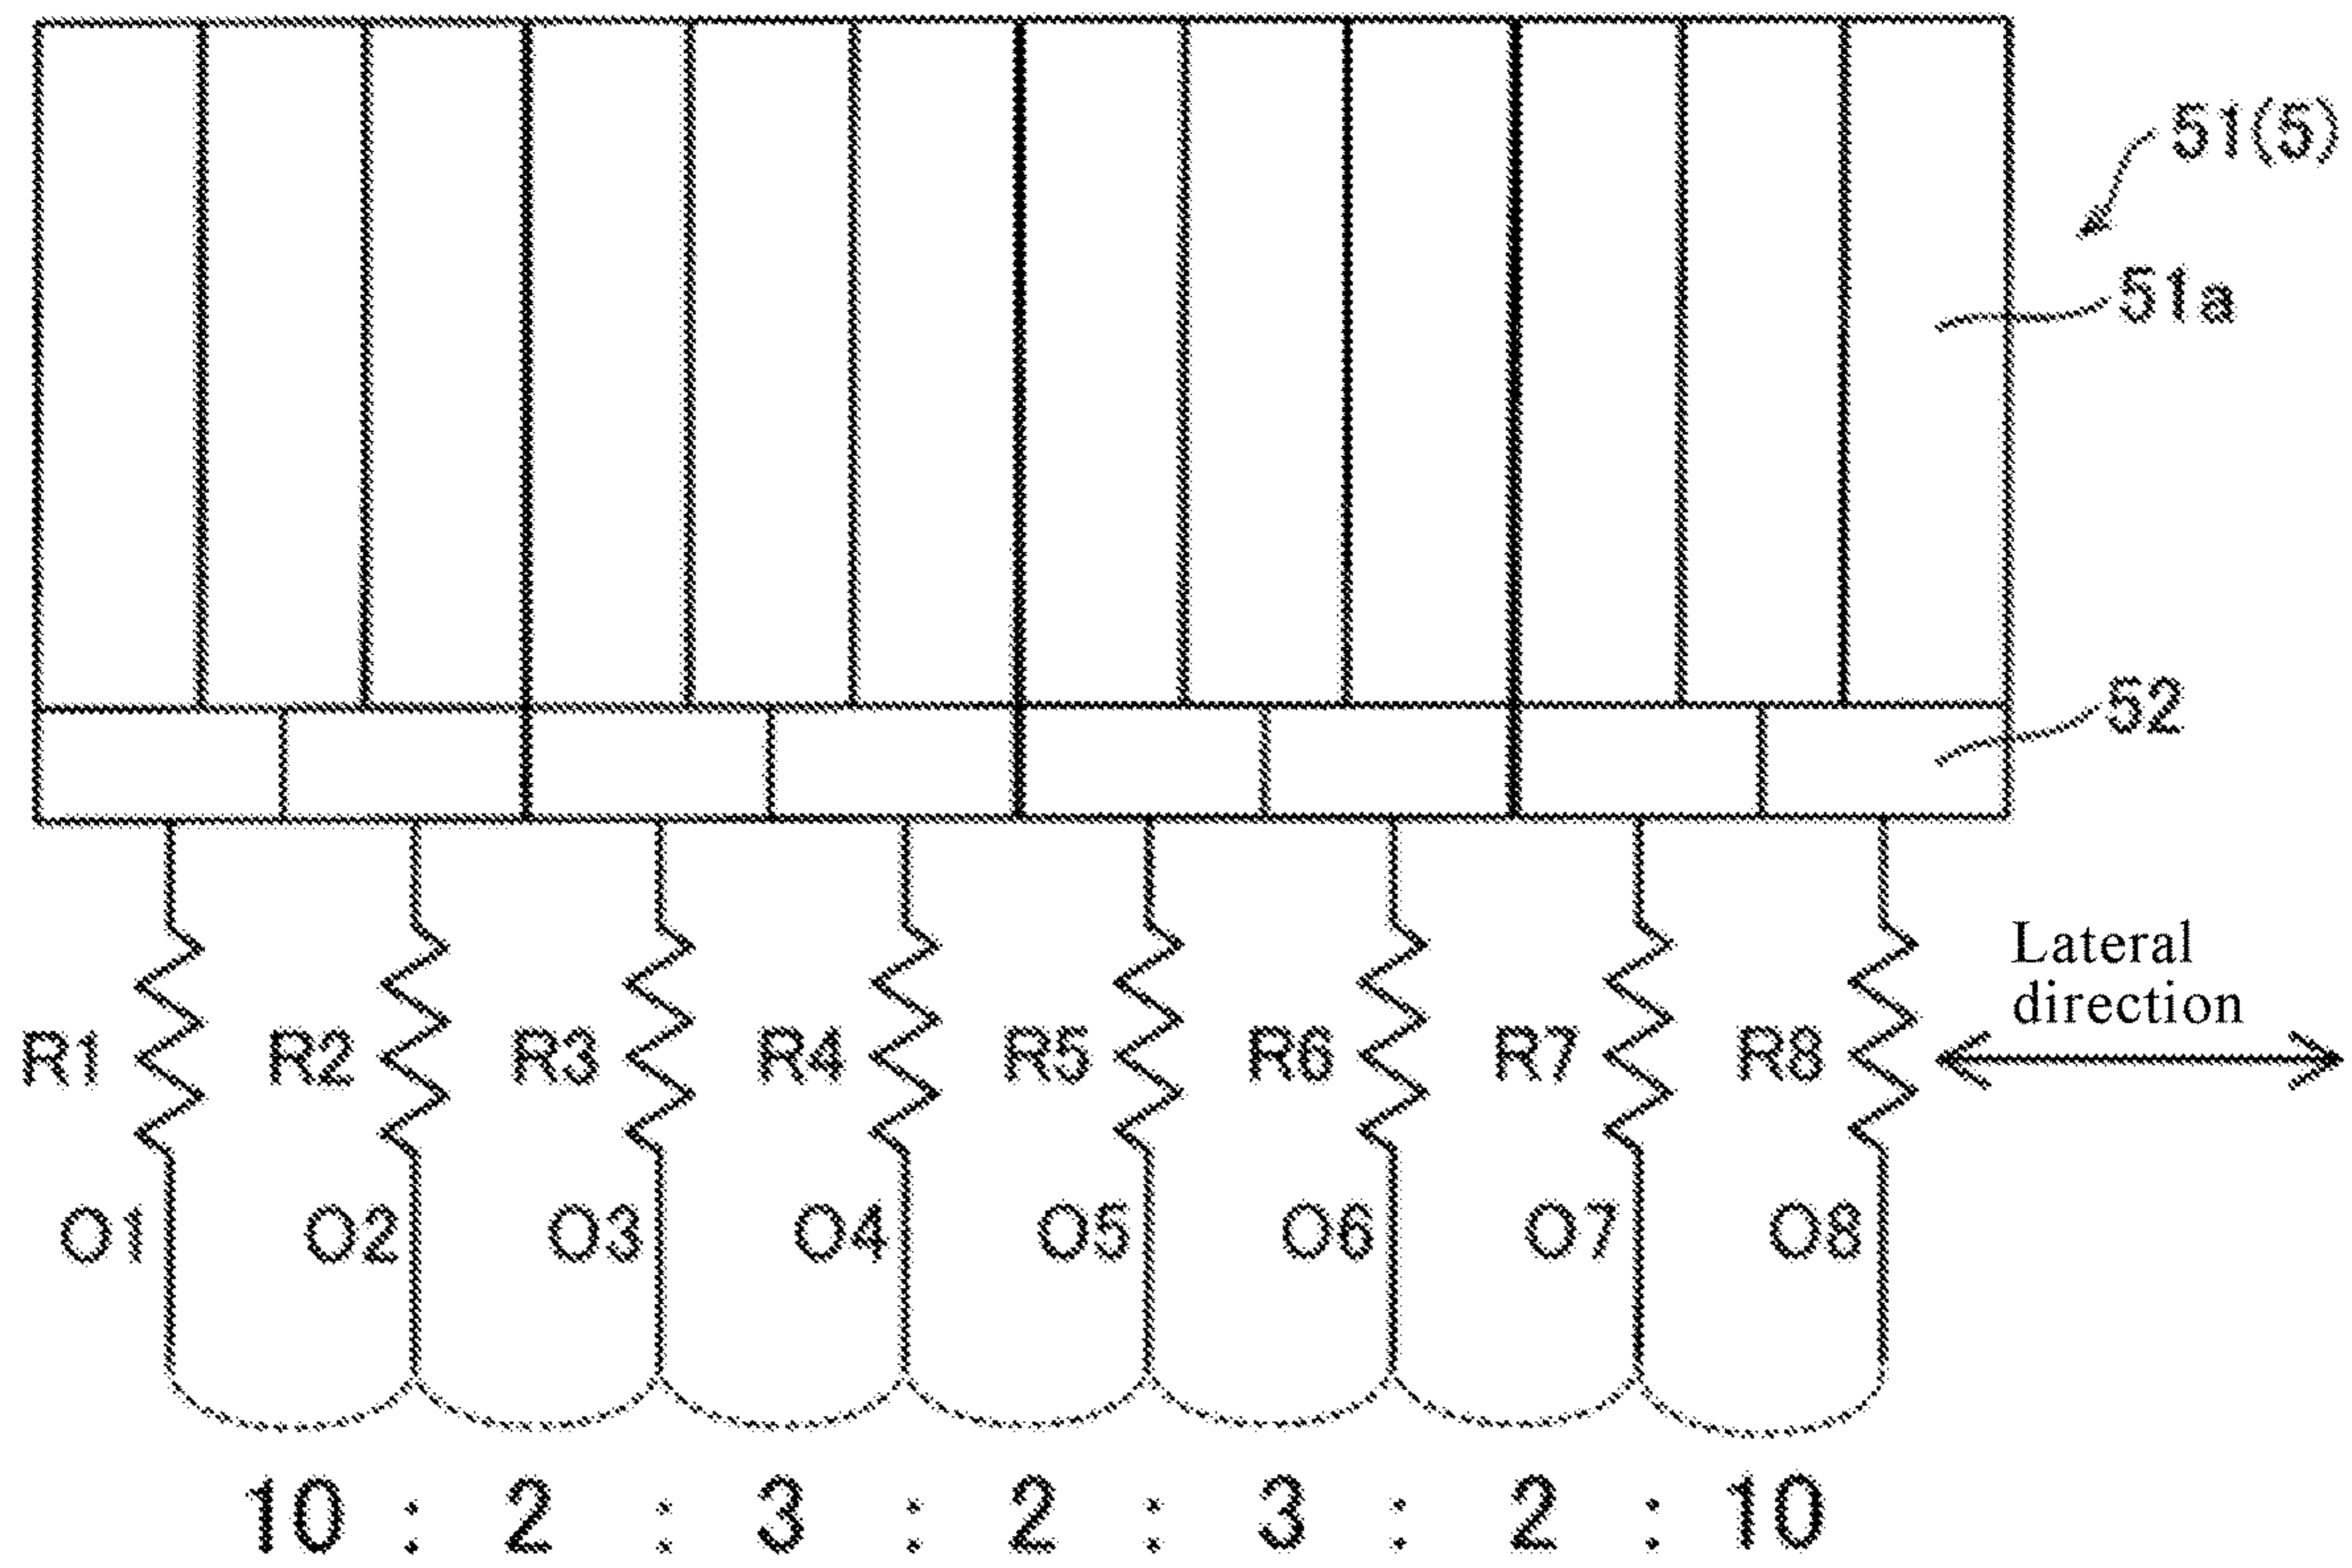 51(5)
51a
52
Lateral
direction
R1 R2 R3 R4 R5 R6 R7 R8
O1 O2 O3 O4 O5 O6 O7 O8
10 : 2 : 3 : 2 : 3 : 2 : 10